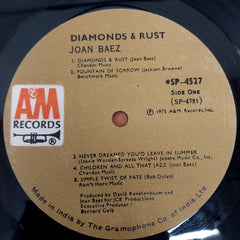 DIAMONDS & RUST
JOAN BAEZ
1. DIAMONDS & RUST (Joan Baez)
Chandos Music
2. FOUNTAIN OF SORROW (Jackson Browne)
Benchmark Music
SP-4527
SIDE ONE
(SP-4791)
A&M
RECORDS
℗ 1975 A&M Records, Inc.
3. NEVER DREAMED YOU'D LEAVE IN SUMMER
(Stevie Wonder-Syreeta Wright) Jobete Music Co., Inc.
4. CHILDREN AND ALL THAT JAZZ (Joan Baez)
Chandos Music
5. SIMPLE TWIST OF FATE (Bob Dylan)
Ram's Horn Music
Produced by David Kershenbaum and
Joan Baez for JCB Productions
Executive Producer :
Bernard Gelb
Made in India by The Gramophone Co. of India Ltd